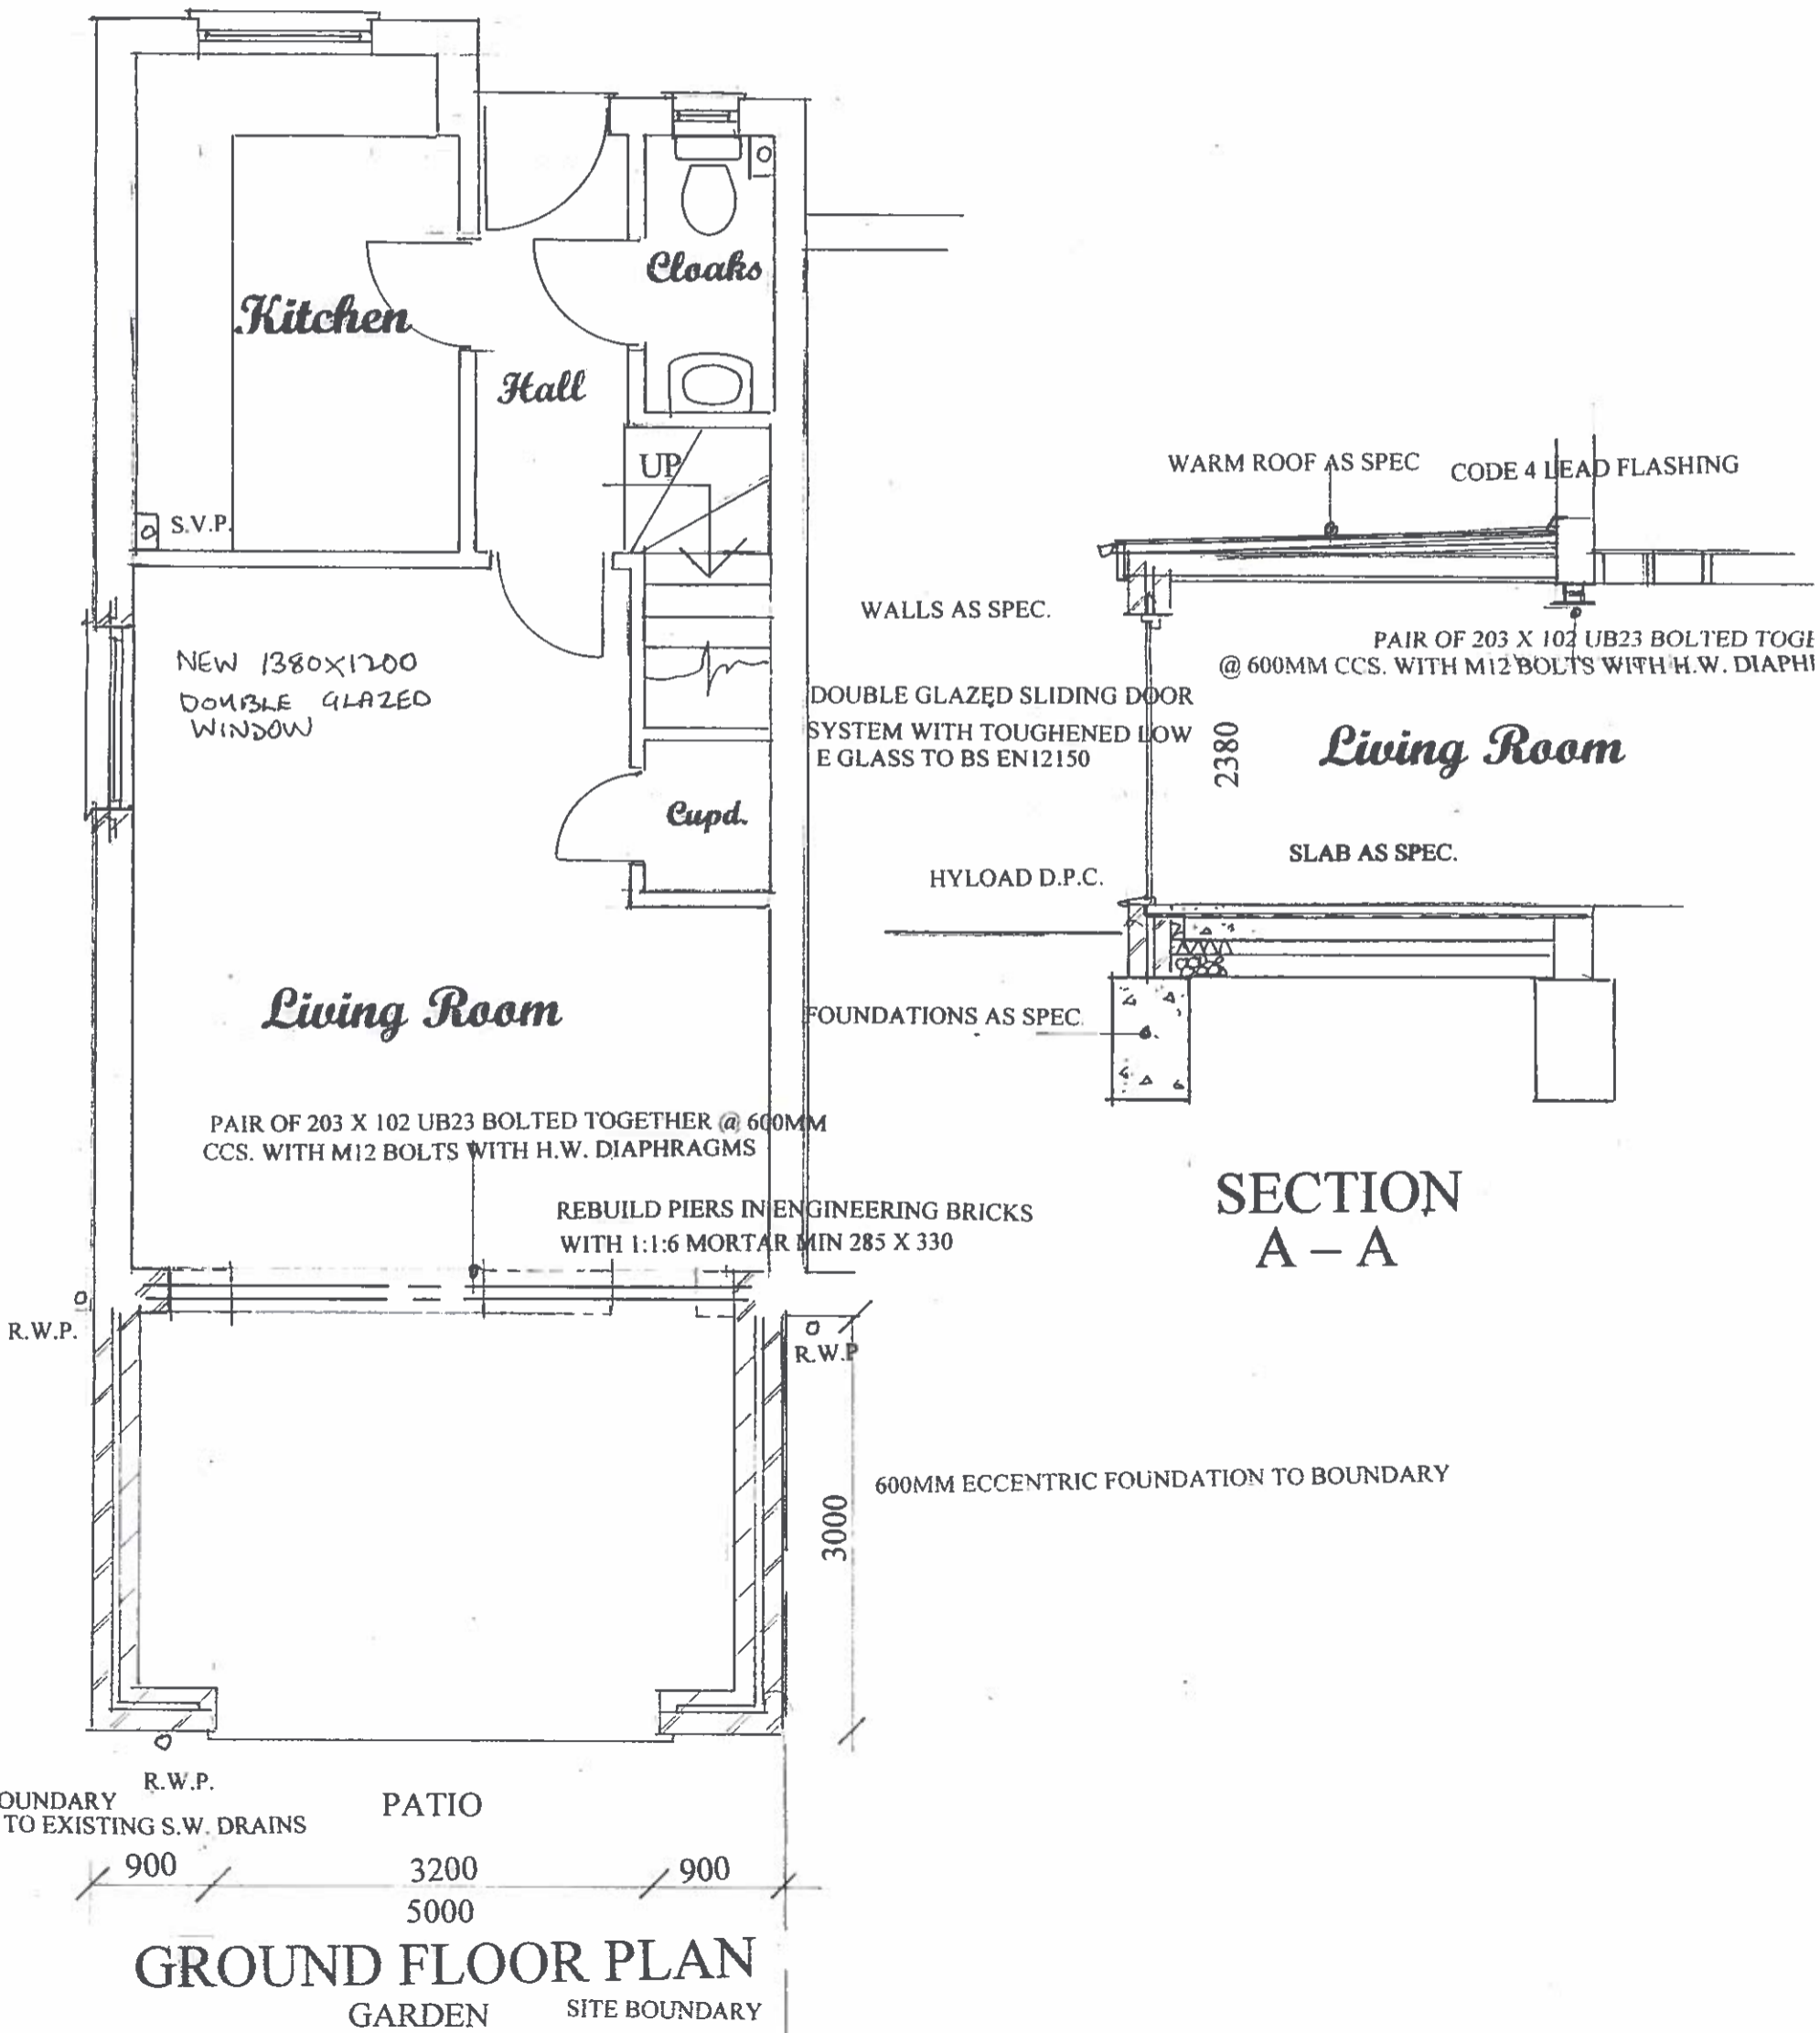 Cloaks
Kitchen
Hall
UP
S.V.P.
NEW 1380X1200
DOUBLE GLAZED
WINDOW
Cupd.
Living Room
PAIR OF 203 X 102 UB23 BOLTED TOGETHER @ 600MM
CCS. WITH M12 BOLTS WITH H.W. DIAPHRAGMS
REBUILD PIERS IN ENGINEERING BRICKS
WITH 1:1:6 MORTAR MIN 285 X 330
R.W.P.
R.W.P
3000
600MM ECCENTRIC FOUNDATION TO BOUNDARY
R.W.P.
TO EXISTING S.W. DRAINS
PATIO
900
3200
900
5000
GROUND FLOOR PLAN
GARDEN
SITE BOUNDARY
WARM ROOF AS SPEC
CODE 4 LEAD FLASHING
WALLS AS SPEC.
PAIR OF 203 X 102 UB23 BOLTED
@ 600MM CCS. WITH M12 BOLTS WITH H.W.
DOUBLE GLAZED SLIDING DOOR
SYSTEM WITH TOUGHENED LOW
E GLASS TO BS EN12150
2380
Living Room
SLAB AS SPEC.
HYLOAD D.P.C.
FOUNDATIONS AS SPEC.
SECTION
A – A